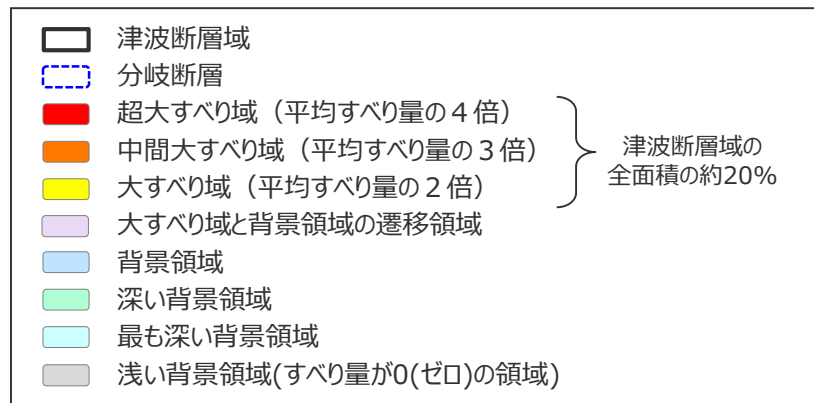 津波断層域
分岐断層
超大すべり域（平均すべり量の４倍）
中間大すべり域（平均すべり量の３倍）
大すべり域（平均すべり量の２倍）
津波断層域の
全面積の約20%
大すべり域と背景領域の遷移領域
背景領域
深い背景領域
最も深い背景領域
浅い背景領域(すべり量が0(ゼロ)の領域)